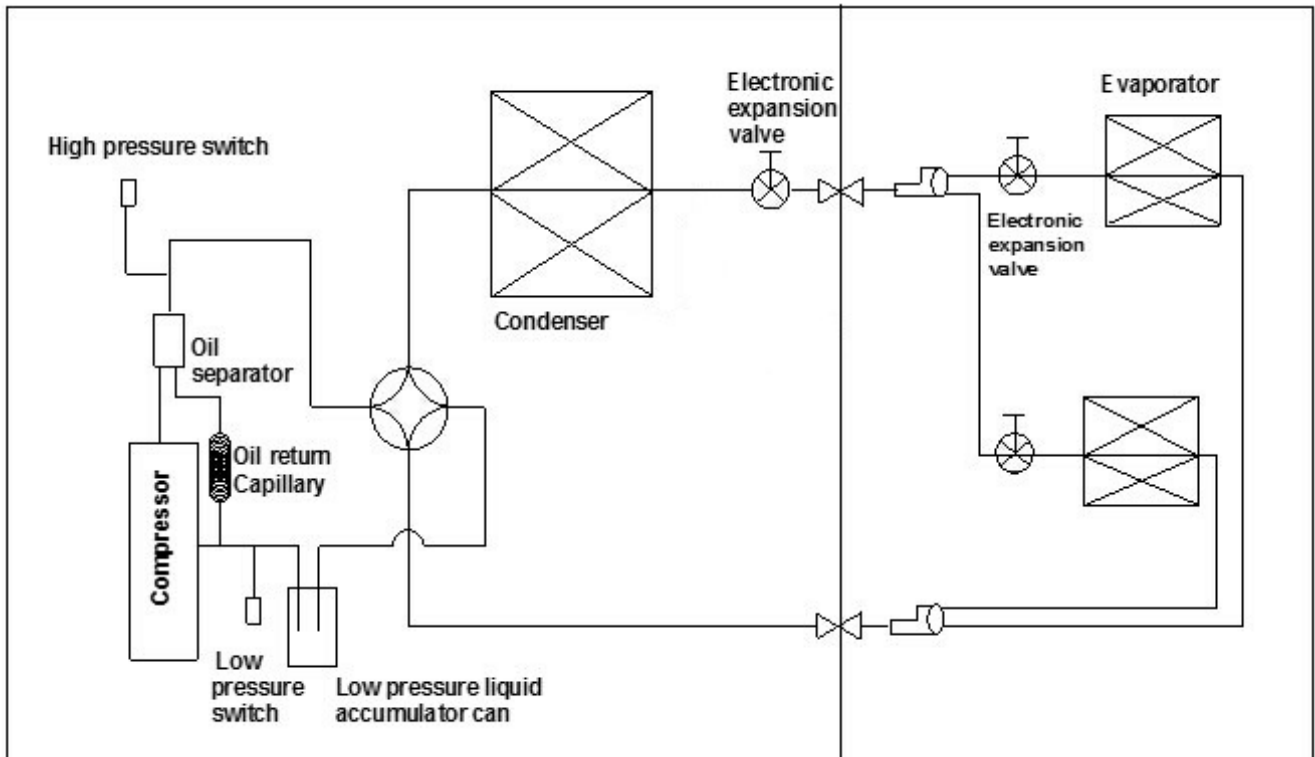 High pressure switch
Electronic
expansion
valve
Evaporator
Electronic
expansion
valve
Condenser
Oil
separator
Oil return
Capillary
Compressor
Low
pressure
switch
Low pressure liquid
accumulator can